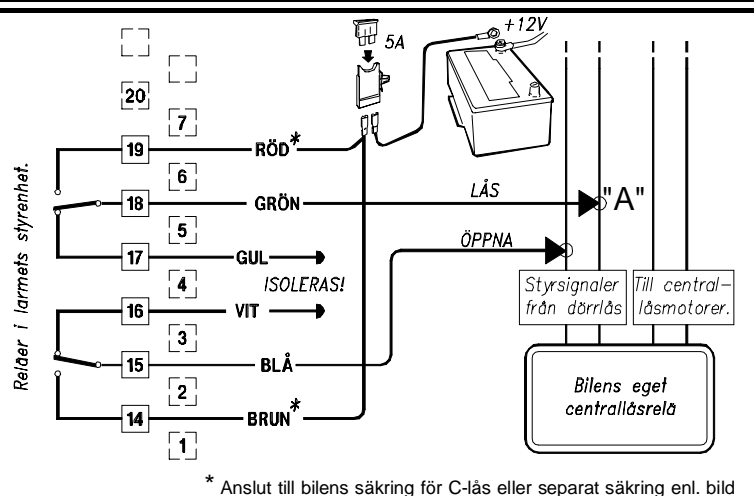 +12V
5A
20
7
19 RÖD*
6
18 GRÖN LÅS "A"
5
17 GUL ÖPPNA
4 ISOLERAS!
16 VIT
3
15 BLÅ
2
14 BRUN*
1
Reläer i larmets styrenhet.
Styrsignaler
från dörrlås
Till central-
låsmotorer.
Bilens eget
centrallåsrelä
* Anslut till bilens säkring för C-lås eller separat säkring enl. bild